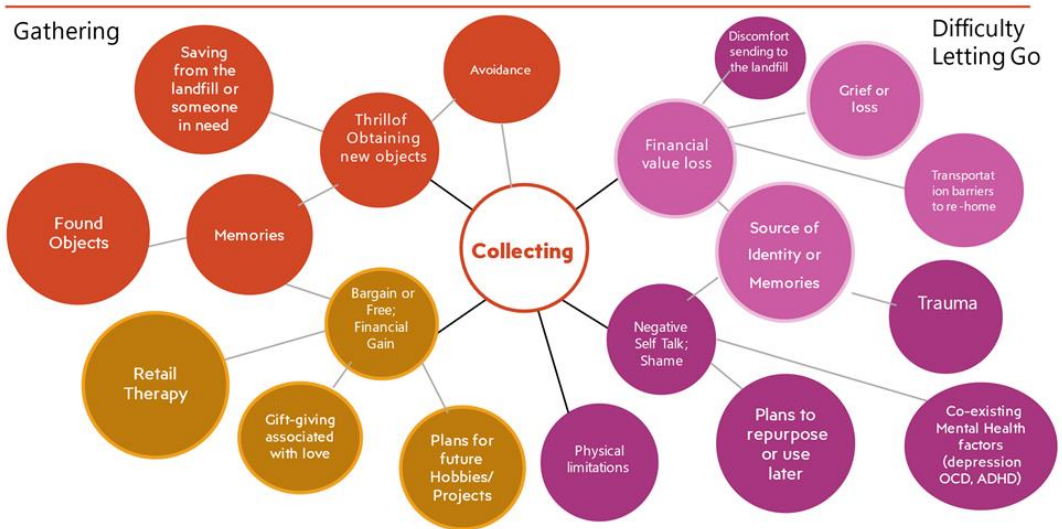 Gathering
Difficulty
Letting Go
Saving
from the
landfill or
someone
in need
Avoidance
Thrillof
Obtaining
new objects
Found
Objects
Memories
Collecting
Bargain or
Free;
Financial
Gain
Retail
Therapy
Gift-giving
associated
with love
Plans for
future
Hobbies/
Projects
Discomfort
sending to
the landfill
Grief or
loss
Financial
value loss
Transportat
ion barriers
to re-home
Source of
Identity or
Memories
Trauma
Negative
Self Talk;
Shame
Physical
limitations
Plans to
repurpose
or use
later
Co-existing
Mental Health
factors
(depression
OCD, ADHD)